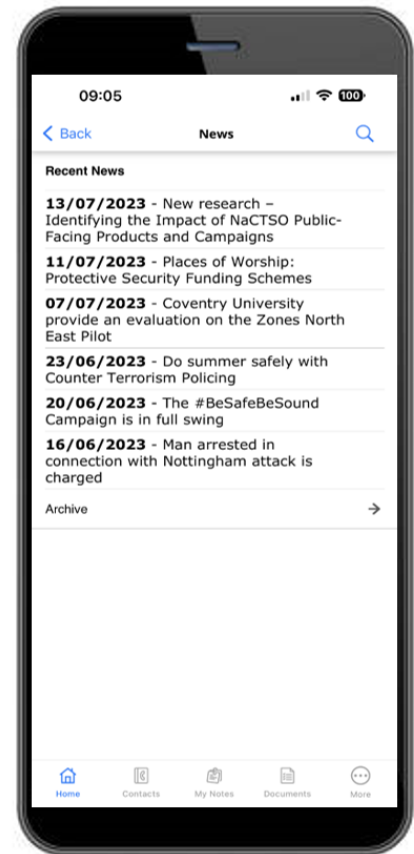 09:05
100
Back
News
Recent News
13/07/2023 - New research –
Identifying the Impact of NaCTSO Public-
Facing Products and Campaigns
11/07/2023 - Places of Worship:
Protective Security Funding Schemes
07/07/2023 - Coventry University
provide an evaluation on the Zones North
East Pilot
23/06/2023 - Do summer safely with
Counter Terrorism Policing
20/06/2023 - The #BeSafeBeSound
Campaign is in full swing
16/06/2023 - Man arrested in
connection with Nottingham attack is
charged
Archive
Home
Contacts
My Notes
Documents
More